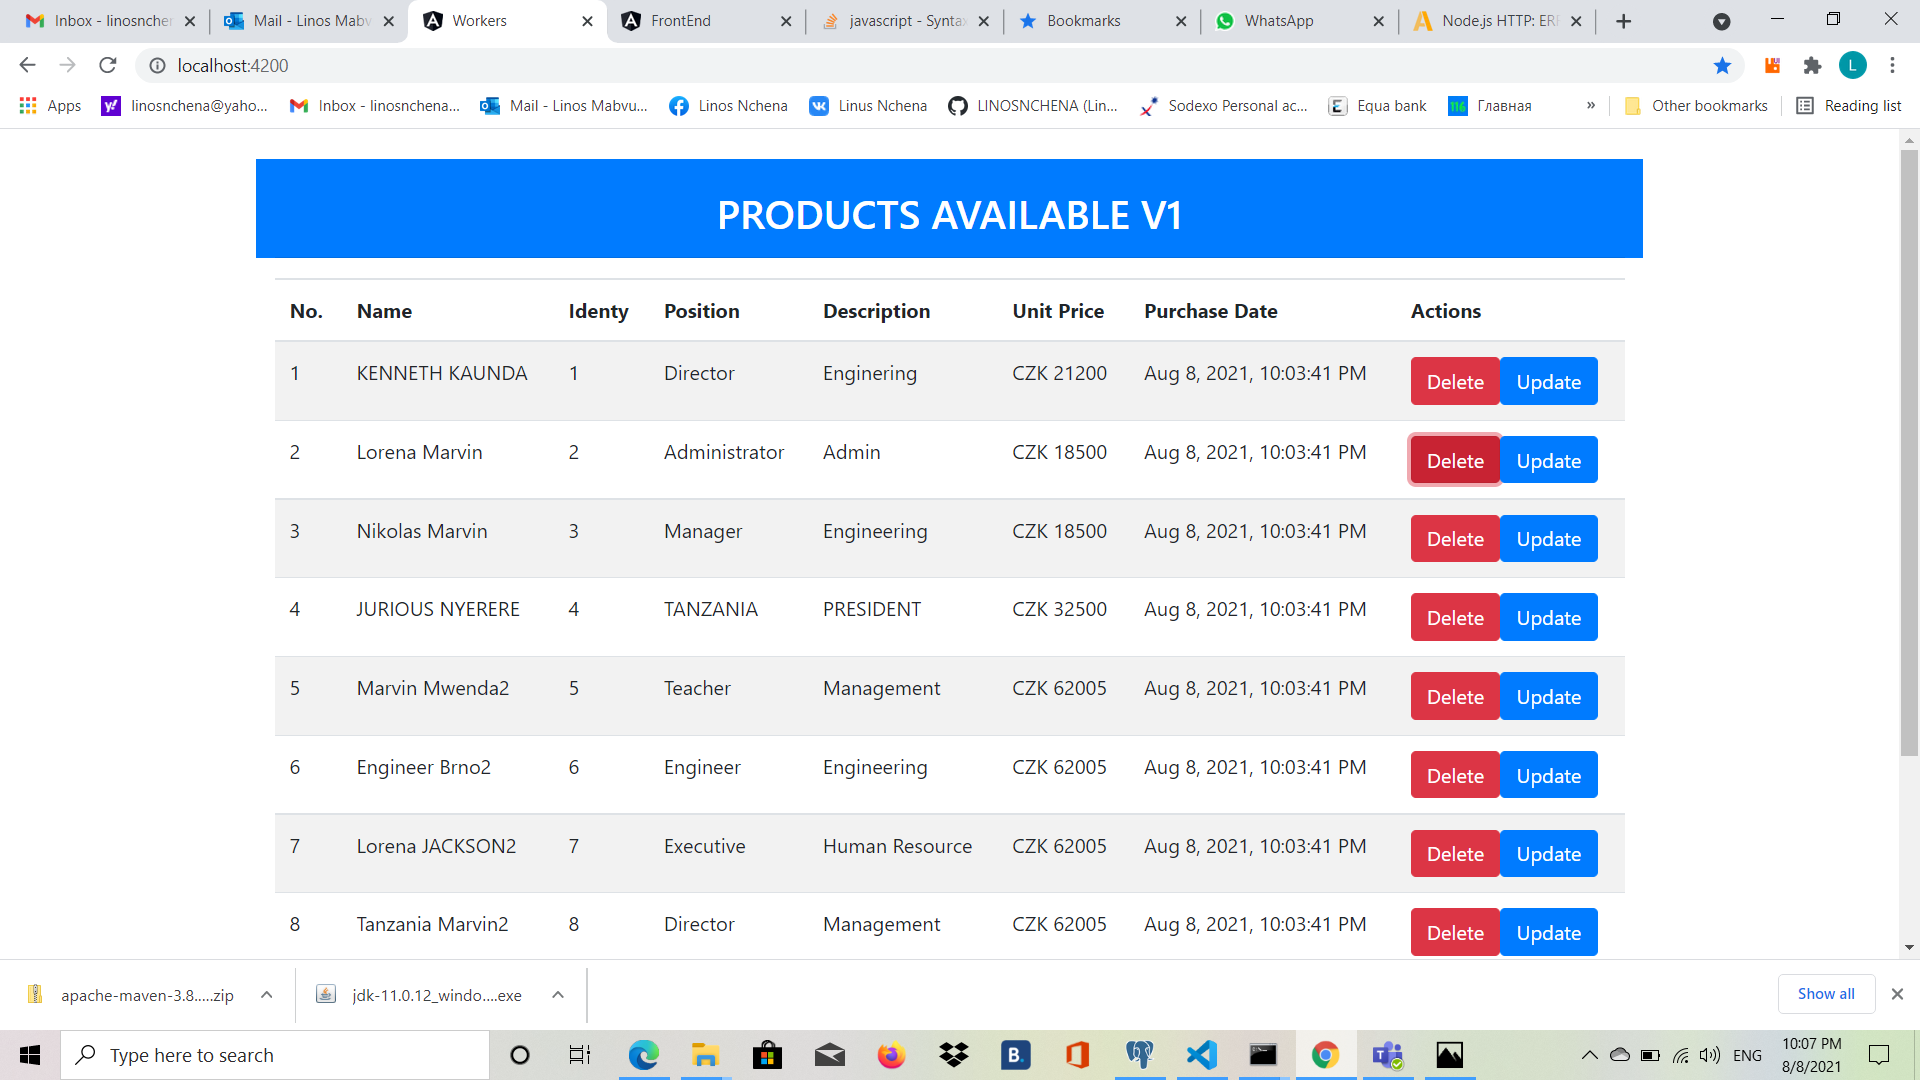 Inbox - linosnchen Mail - Linos Mabv Workers FrontEnd javascript - Synta Bookmarks WhatsApp Node.js HTTP: ER
localhost:4200 L
Apps linosnchena@yaho... Inbox - linosnchena... Mail - Linos Mabvu... Linos Nchena Linus Nchena LINOSNCHENA (Lin... Sodexo Personal ac... E Equa bank 116 Главная » Other bookmarks Reading list
PRODUCTS AVAILABLE V1
No. Name Identy Position Description Unit Price Purchase Date Actions
1 KENNETH KAUNDA 1 Director Enginering CZK 21200 Aug 8, 2021, 10:03:41 PM Delete Update
2 Lorena Marvin 2 Administrator Admin CZK 18500 Aug 8, 2021, 10:03:41 PM Delete Update
3 Nikolas Marvin 3 Manager Engineering CZK 18500 Aug 8, 2021, 10:03:41 PM Delete Update
4 JURIOUS NYERERE 4 TANZANIA PRESIDENT CZK 32500 Aug 8, 2021, 10:03:41 PM Delete Update
5 Marvin Mwenda2 5 Teacher Management CZK 62005 Aug 8, 2021, 10:03:41 PM Delete Update
6 Engineer Brno2 6 Engineer Engineering CZK 62005 Aug 8, 2021, 10:03:41 PM Delete Update
7 Lorena JACKSON2 7 Executive Human Resource CZK 62005 Aug 8, 2021, 10:03:41 PM Delete Update
8 Tanzania Marvin2 8 Director Management CZK 62005 Aug 8, 2021, 10:03:41 PM Delete Update
apache-maven-3.8.....zip jdk-11.0.12_windo....exe Show all
Type here to search B. ENG 10:07 PM
8/8/2021